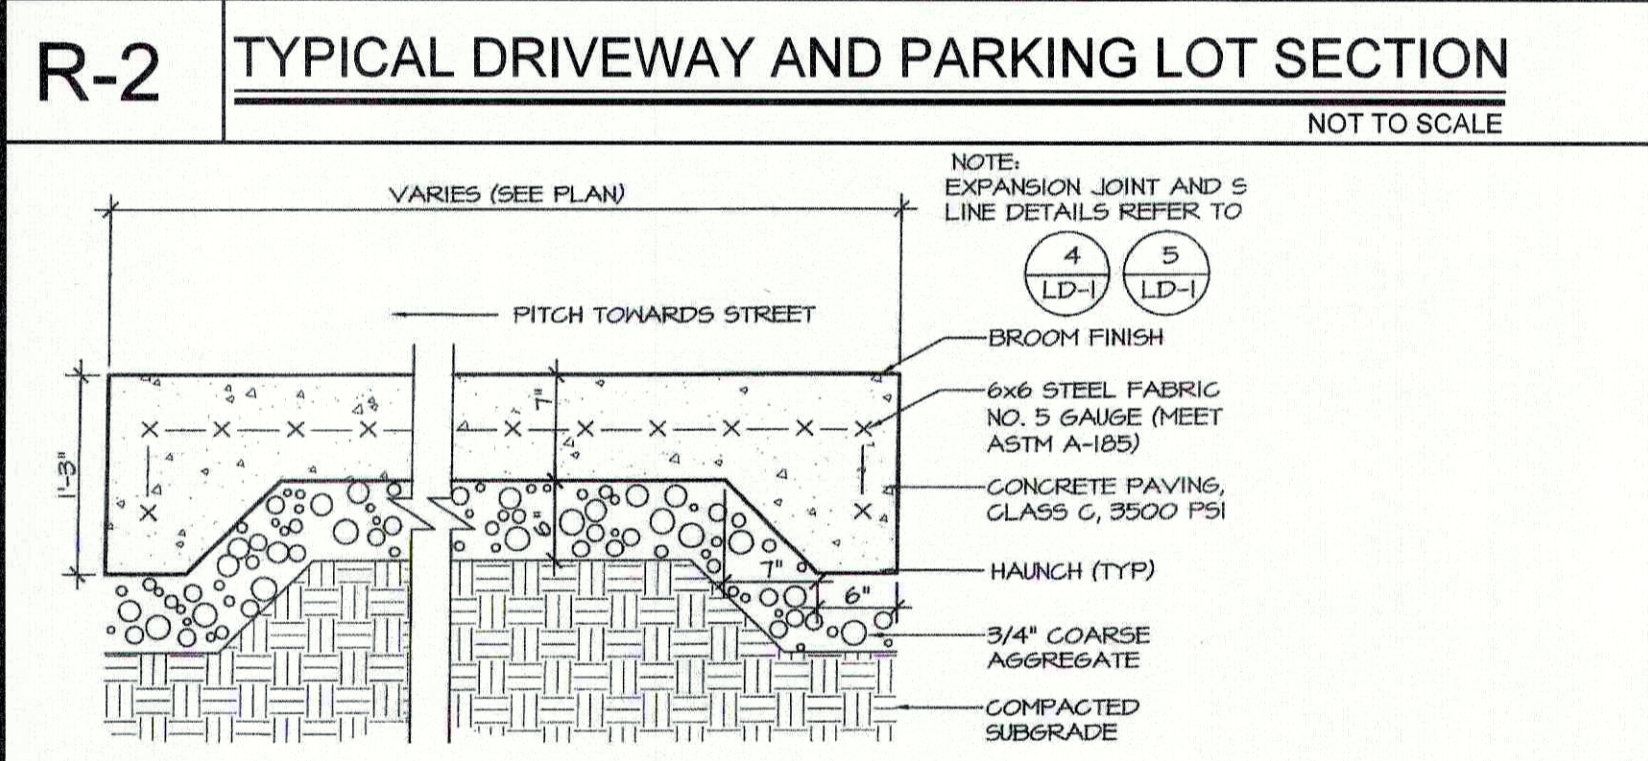 R-2
TYPICAL DRIVEWAY AND PARKING LOT SECTION
NOT TO SCALE
NOTE:
EXPANSION JOINT AND S
LINE DETAILS REFER TO
4
LD-1
5
LD-1
VARIES (SEE PLAN)
PITCH TOWARDS STREET
BROOM FINISH
6x6 STEEL FABRIC
NO. 5 GAUGE (MEET
ASTM A-185)
CONCRETE PAVING,
CLASS C, 3500 PSI
HAUNCH (TYP)
3/4" COARSE
AGGREGATE
COMPACTED
SUBGRADE
1'-3"
7"
6"
7"
6"